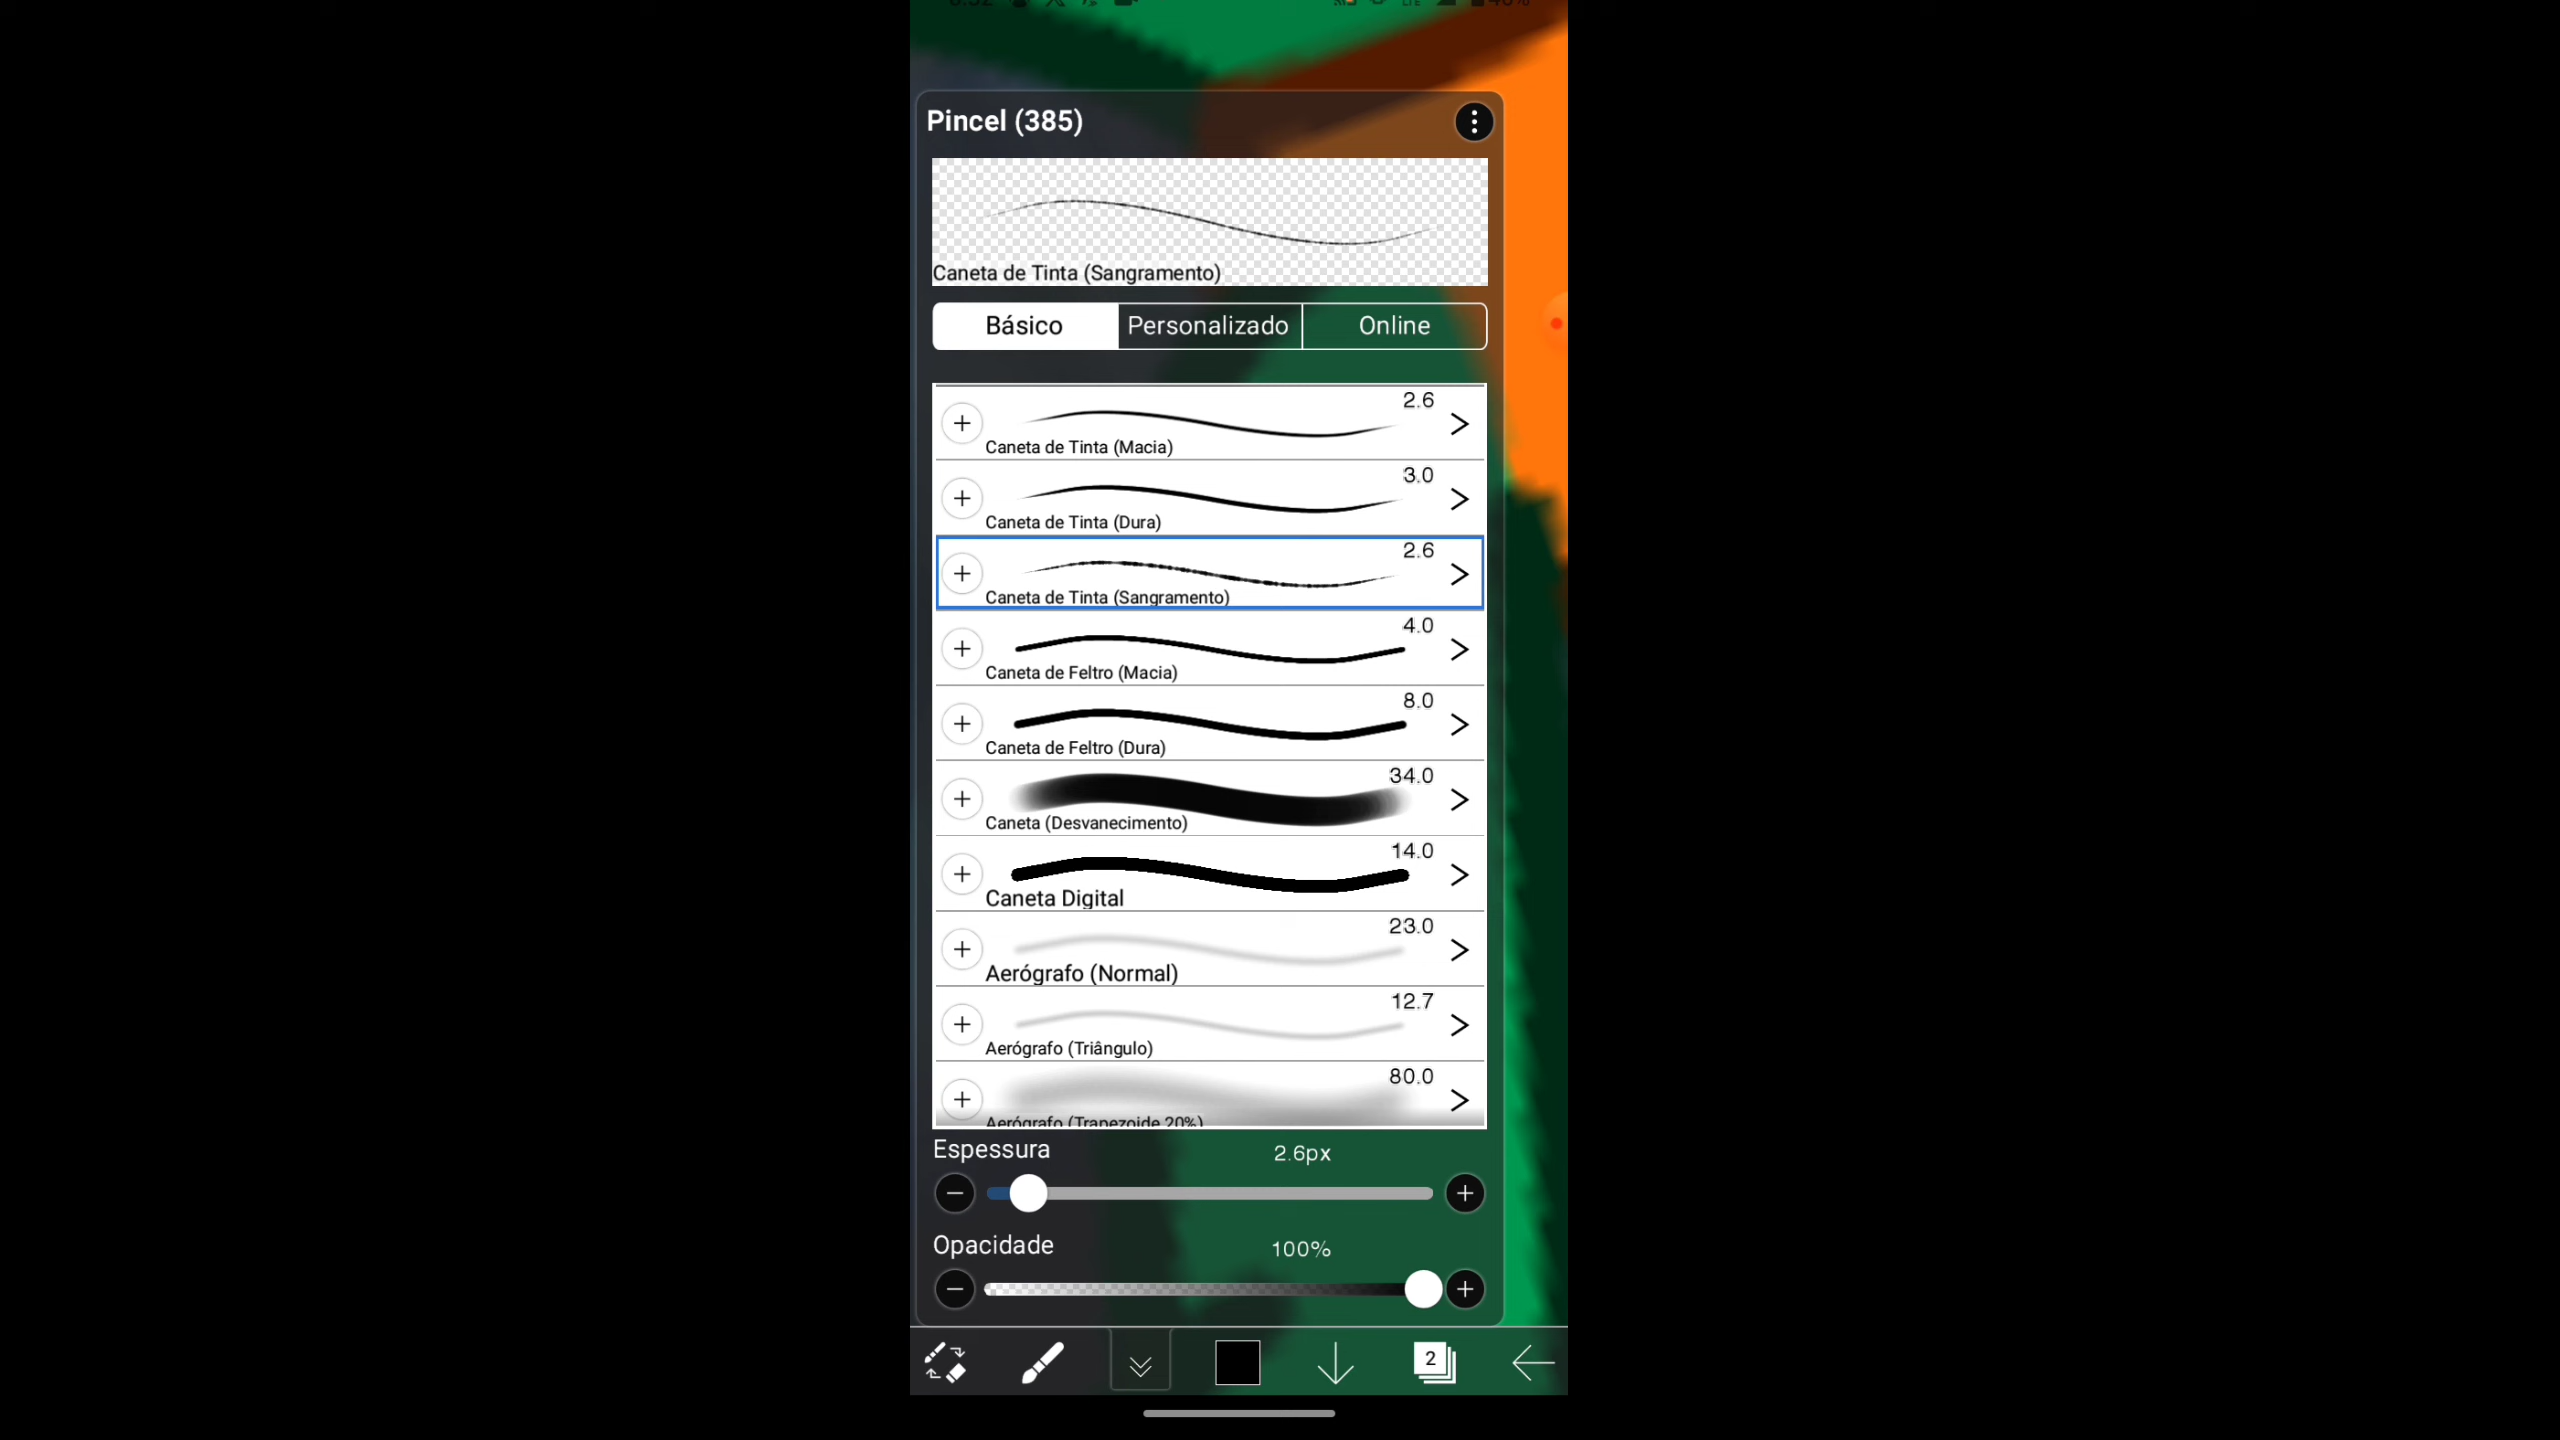 Pincel (385)
Caneta de Tinta (Sangramento)
Básico
Personalizado
Online
2.6
Caneta de Tinta (Macia)
3.0
Caneta de Tinta (Dura)
2.6
Caneta de Tinta (Sangramento)
4.0
Caneta de Feltro (Macia)
8.0
Caneta de Feltro (Dura)
34.0
Caneta (Desvanecimento)
14.0
Caneta Digital
23.0
Aerógrafo (Normal)
12.7
Aerógrafo (Triângulo)
80.0
Aerógrafo (Trapezoide 20%)
Espessura 2.6px
Opacidade 100%
2